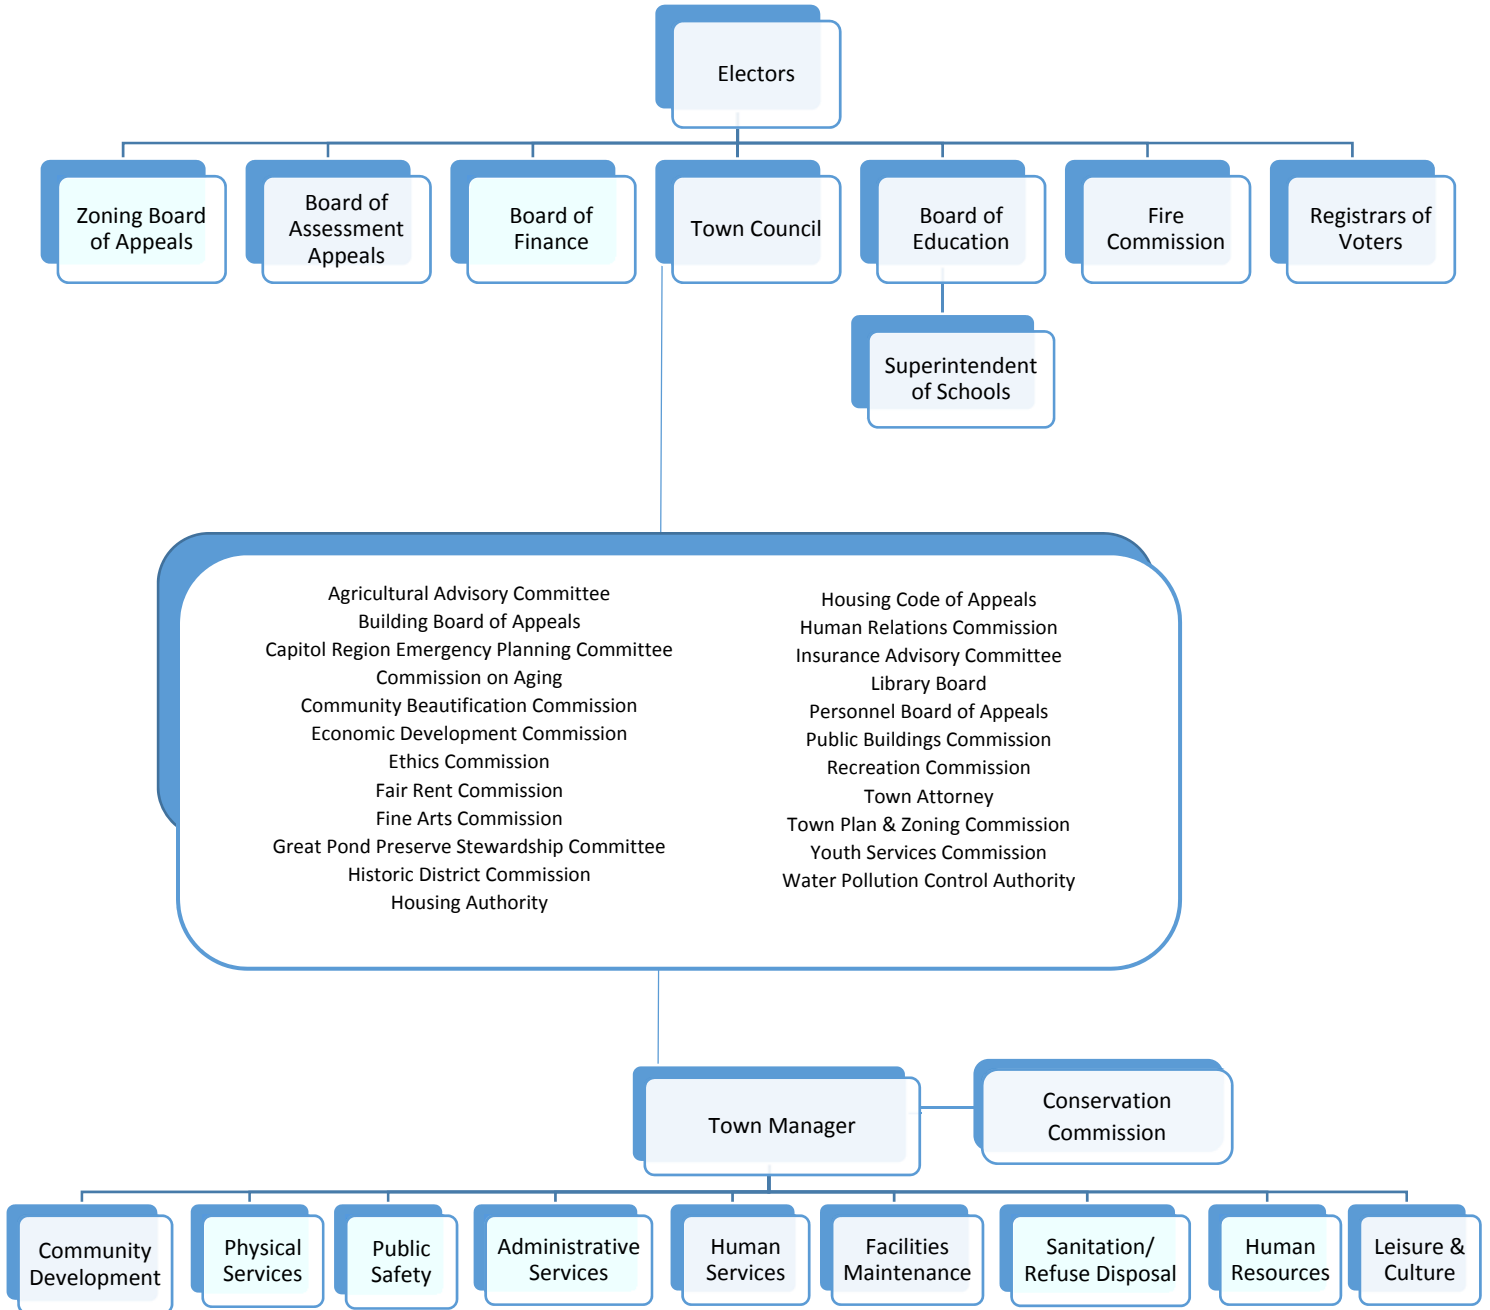 Electors
Zoning Board
of Appeals
Board of
Assessment
Appeals
Board of
Finance
Town Council
Board of
Education
Fire
Commission
Registrars of
Voters
Superintendent
of Schools
Agricultural Advisory Committee
Building Board of Appeals
Capitol Region Emergency Planning Committee
Commission on Aging
Community Beautification Commission
Economic Development Commission
Ethics Commission
Fair Rent Commission
Fine Arts Commission
Great Pond Preserve Stewardship Committee
Historic District Commission
Housing Authority
Housing Code of Appeals
Human Relations Commission
Insurance Advisory Committee
Library Board
Personnel Board of Appeals
Public Buildings Commission
Recreation Commission
Town Attorney
Town Plan & Zoning Commission
Youth Services Commission
Water Pollution Control Authority
Town Manager
Conservation
Commission
Community
Development
Physical
Services
Public
Safety
Administrative
Services
Human
Services
Facilities
Maintenance
Sanitation/
Refuse Disposal
Human
Resources
Leisure &
Culture